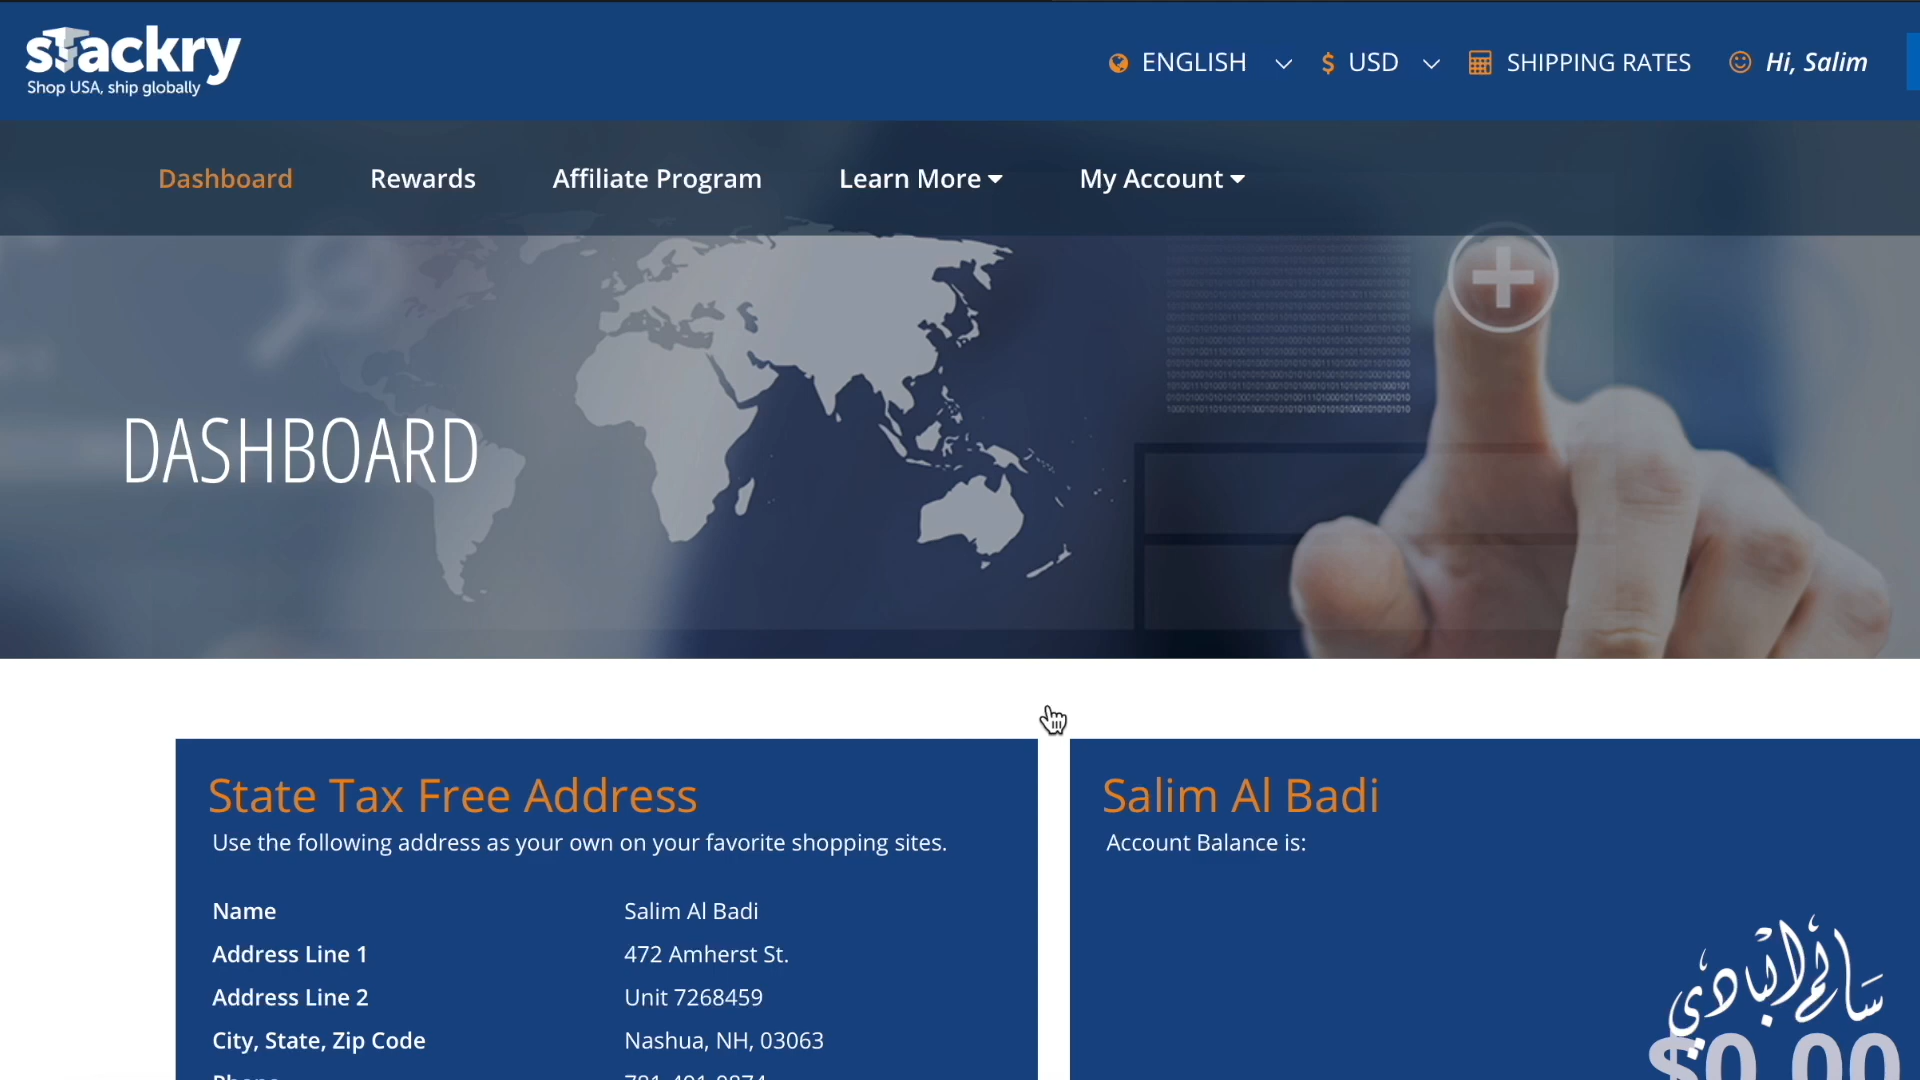 stackry
Shop USA, ship globally
ENGLISH
$ USD
SHIPPING RATES
Hi, Salim
Dashboard
Rewards
Affiliate Program
Learn More
My Account
DASHBOARD
State Tax Free Address
Use the following address as your own on your favorite shopping sites.
Name Salim Al Badi
Address Line 1 472 Amherst St.
Address Line 2 Unit 7268459
City, State, Zip Code Nashua, NH, 03063
Salim Al Badi
Account Balance is:
سالم البادي
$0.00